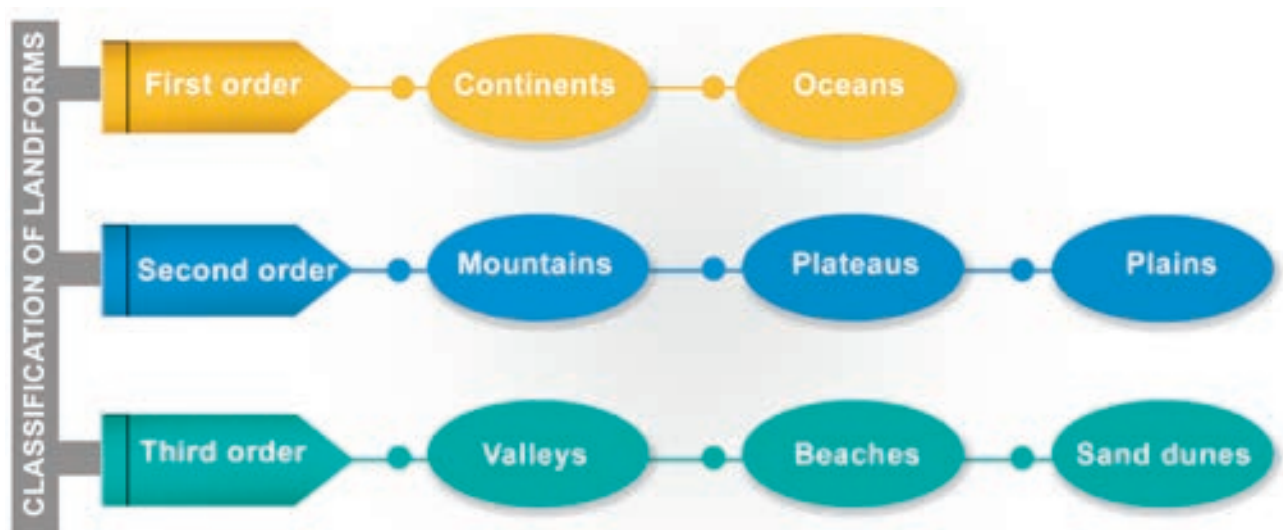 CLASSIFICATION OF LANDFORMS
First order
Continents
Oceans
Second order
Mountains
Plateaus
Plains
Third order
Valleys
Beaches
Sand dunes